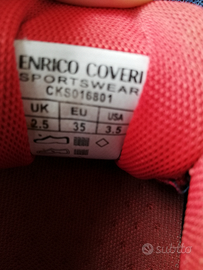 ENRICO COVERI
SPORTSWEAR
CKS016801
UK EU USA
2.5 35 3.5
subito